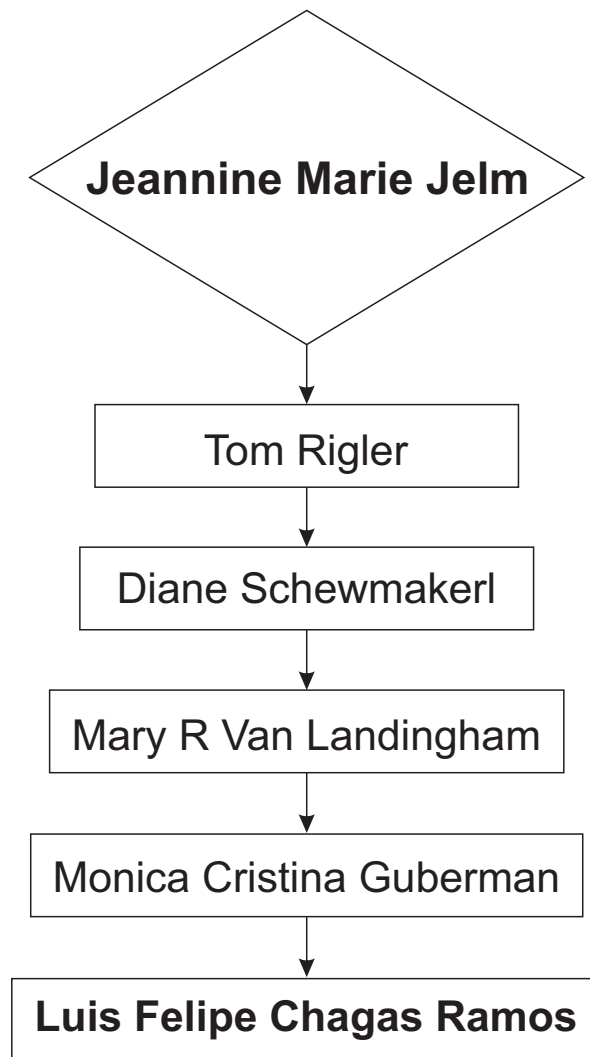 Jeannine Marie Jelm
Tom Rigler
Diane Schewmakerl
Mary R Van Landingham
Monica Cristina Guberman
Luis Felipe Chagas Ramos